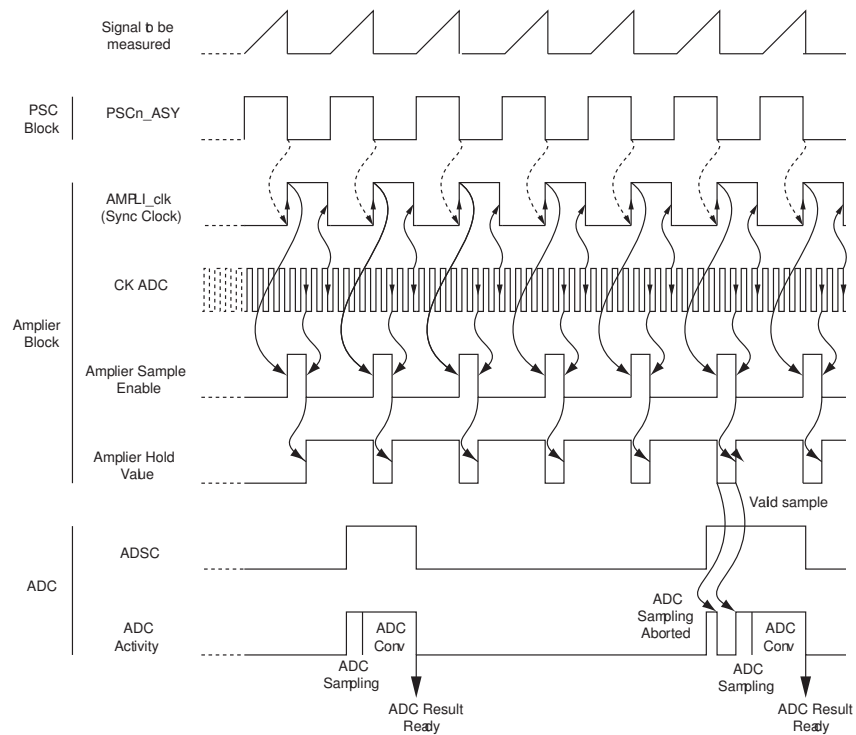 Signal to be
measured
PSC
Block
PSCn_ASY
AMPLI_clk
(Sync Clock)
CK ADC
Amplier
Block
Amplier Sample
Enable
Amplier Hold
Value
Valid sample
ADSC
ADC
ADC
Activity
ADC
Conv
ADC
Sampling
ADC Result
Ready
ADC
Sampling
Aborted
ADC
Conv
ADC
Sampling
ADC Result
Ready